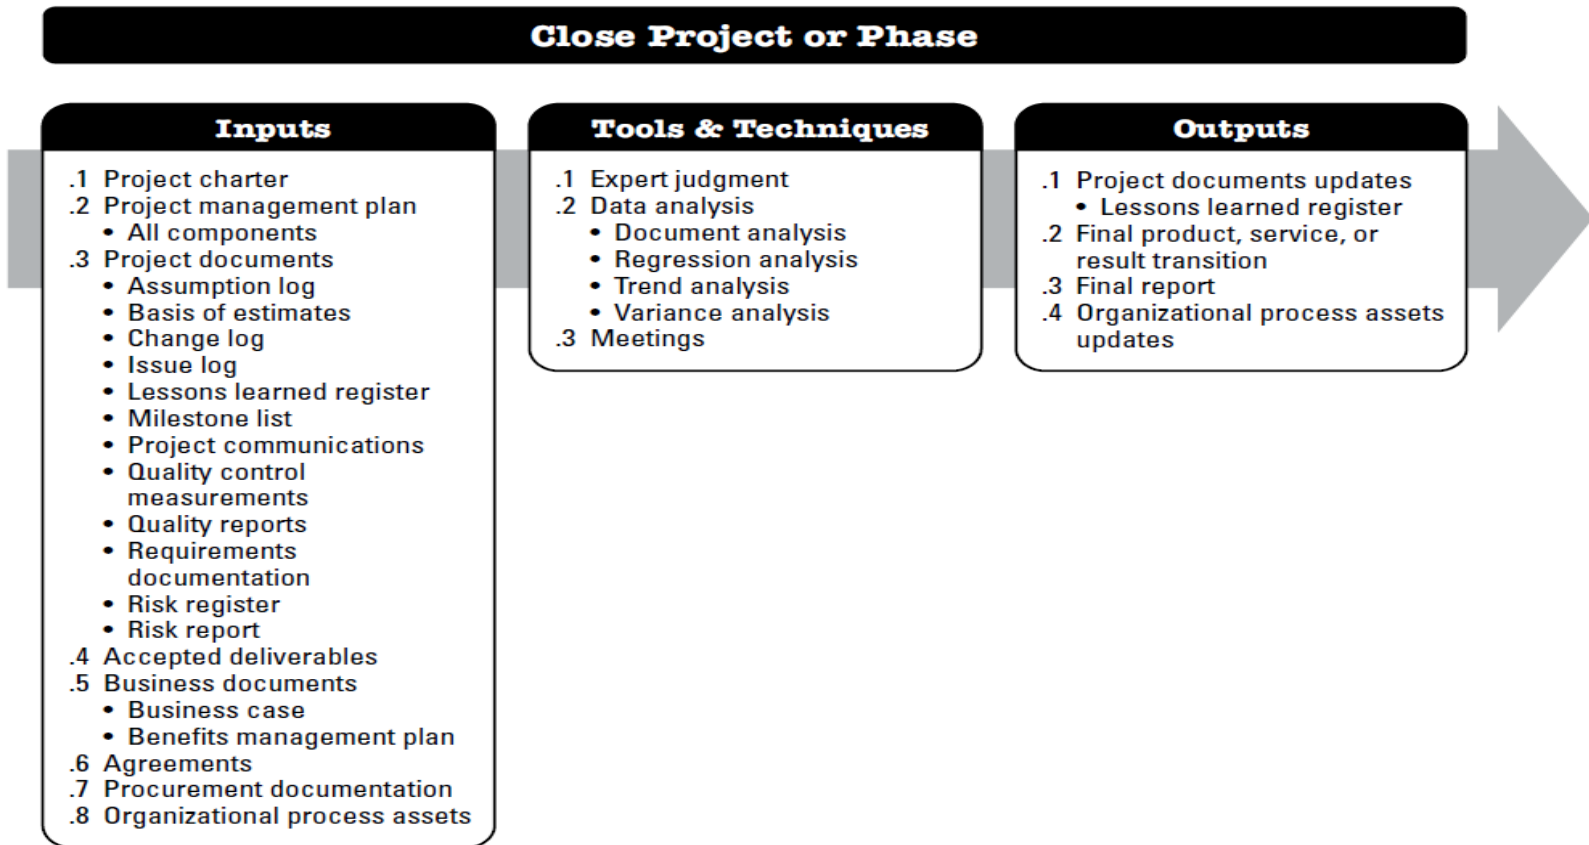 Close Project or Phase
Inputs
.1 Project charter
.2 Project management plan
• All components
.3 Project documents
• Assumption log
• Basis of estimates
• Change log
• Issue log
• Lessons learned register
• Milestone list
• Project communications
• Quality control
measurements
• Quality reports
• Requirements
documentation
• Risk register
• Risk report
.4 Accepted deliverables
.5 Business documents
• Business case
• Benefits management plan
.6 Agreements
.7 Procurement documentation
.8 Organizational process assets
Tools & Techniques
.1 Expert judgment
.2 Data analysis
• Document analysis
• Regression analysis
• Trend analysis
• Variance analysis
.3 Meetings
Outputs
.1 Project documents updates
• Lessons learned register
.2 Final product, service, or
result transition
.3 Final report
.4 Organizational process assets
updates